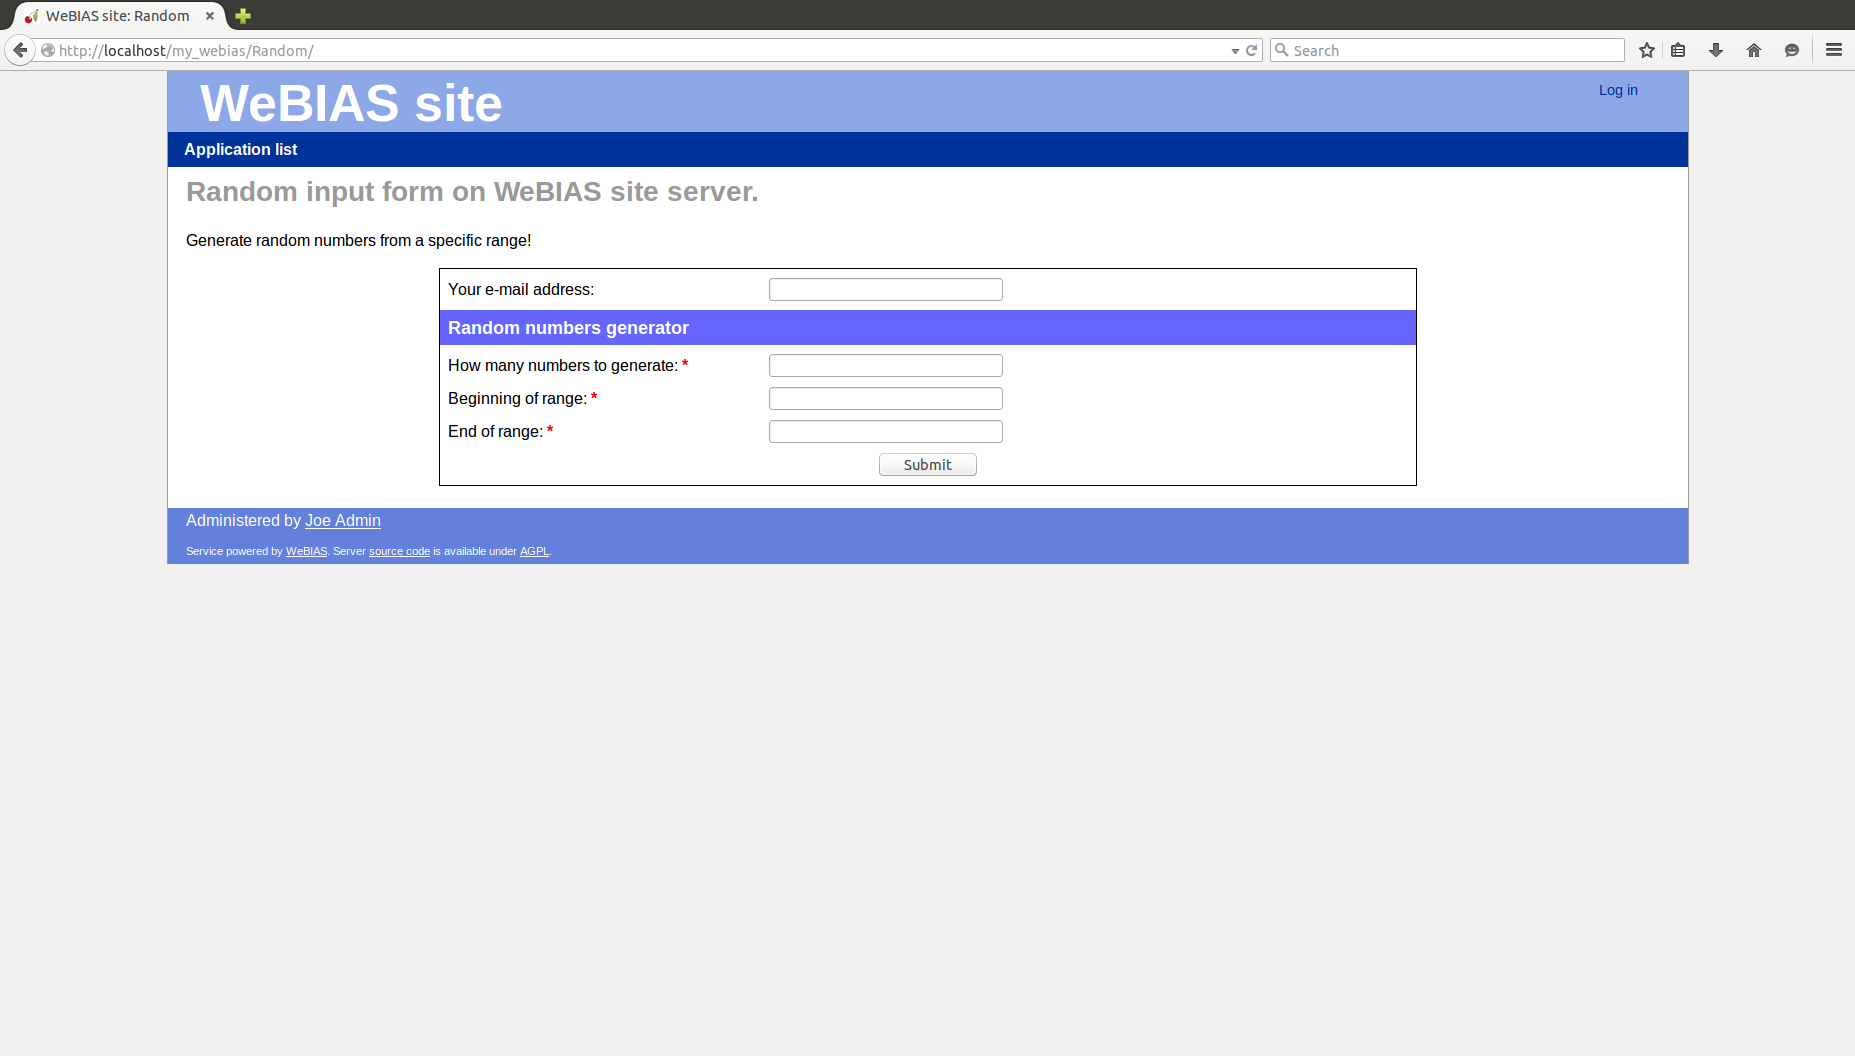 WeBIAS site: Random
http://localhost/my_webias/Random/
Search
WeBIAS site
Log in
Application list
Random input form on WeBIAS site server.
Generate random numbers from a specific range!
Your e-mail address:
Random numbers generator
How many numbers to generate: *
Beginning of range: *
End of range: *
Submit
Administered by Joe Admin
Service powered by WeBIAS. Server source code is available under AGPL.